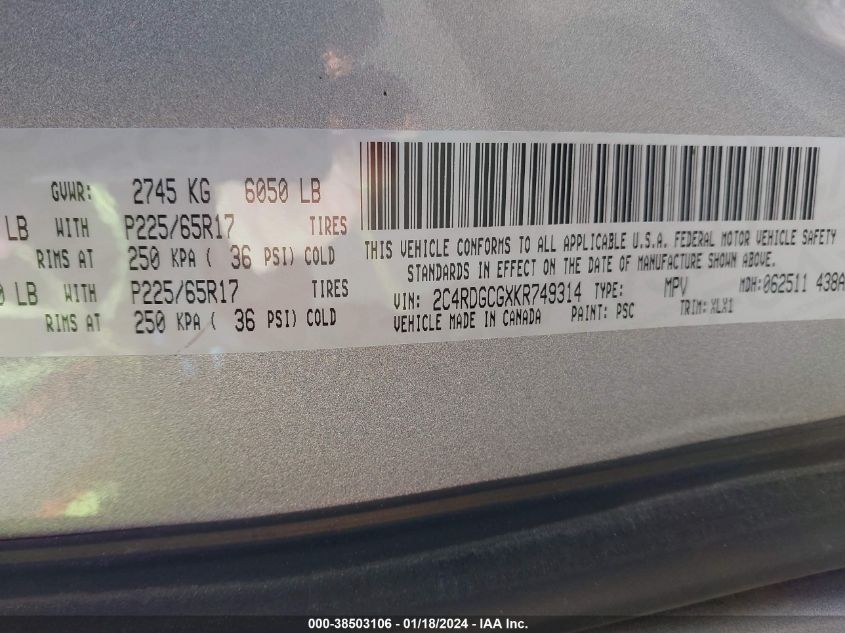 GVWR: 2745 KG 6050 LB
LB WITH P225/65R17 TIRES
RIMS AT 250 KPA ( 36 PSI) COLD
0 LB WITH P225/65R17 TIRES
RIMS AT 250 KPA ( 36 PSI) COLD
THIS VEHICLE CONFORMS TO ALL APPLICABLE U.S.A. FEDERAL MOTOR VEHICLE SAFETY
STANDARDS IN EFFECT ON THE DATE OF MANUFACTURE SHOWN ABOVE.
VIN: 2C4RDGCGXKR749314 TYPE: MPV MDH:062511 438A
VEHICLE MADE IN CANADA PAINT: PSC TRIM: XLX1
000-38503106 - 01/18/2024 - IAA Inc.